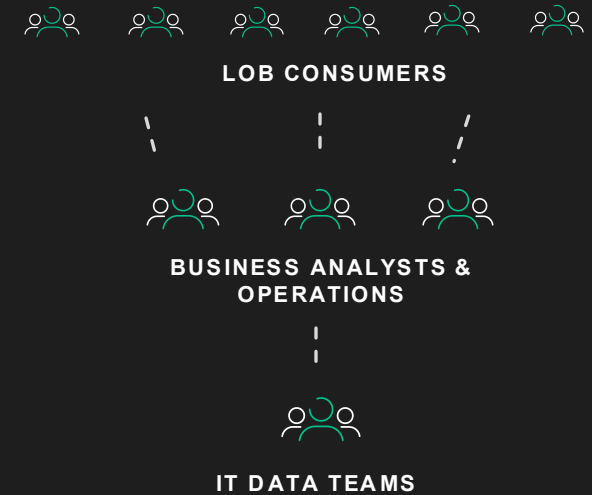 LOB CONSUMERS
BUSINESS ANALYSTS &
OPERATIONS
IT DATA TEAMS